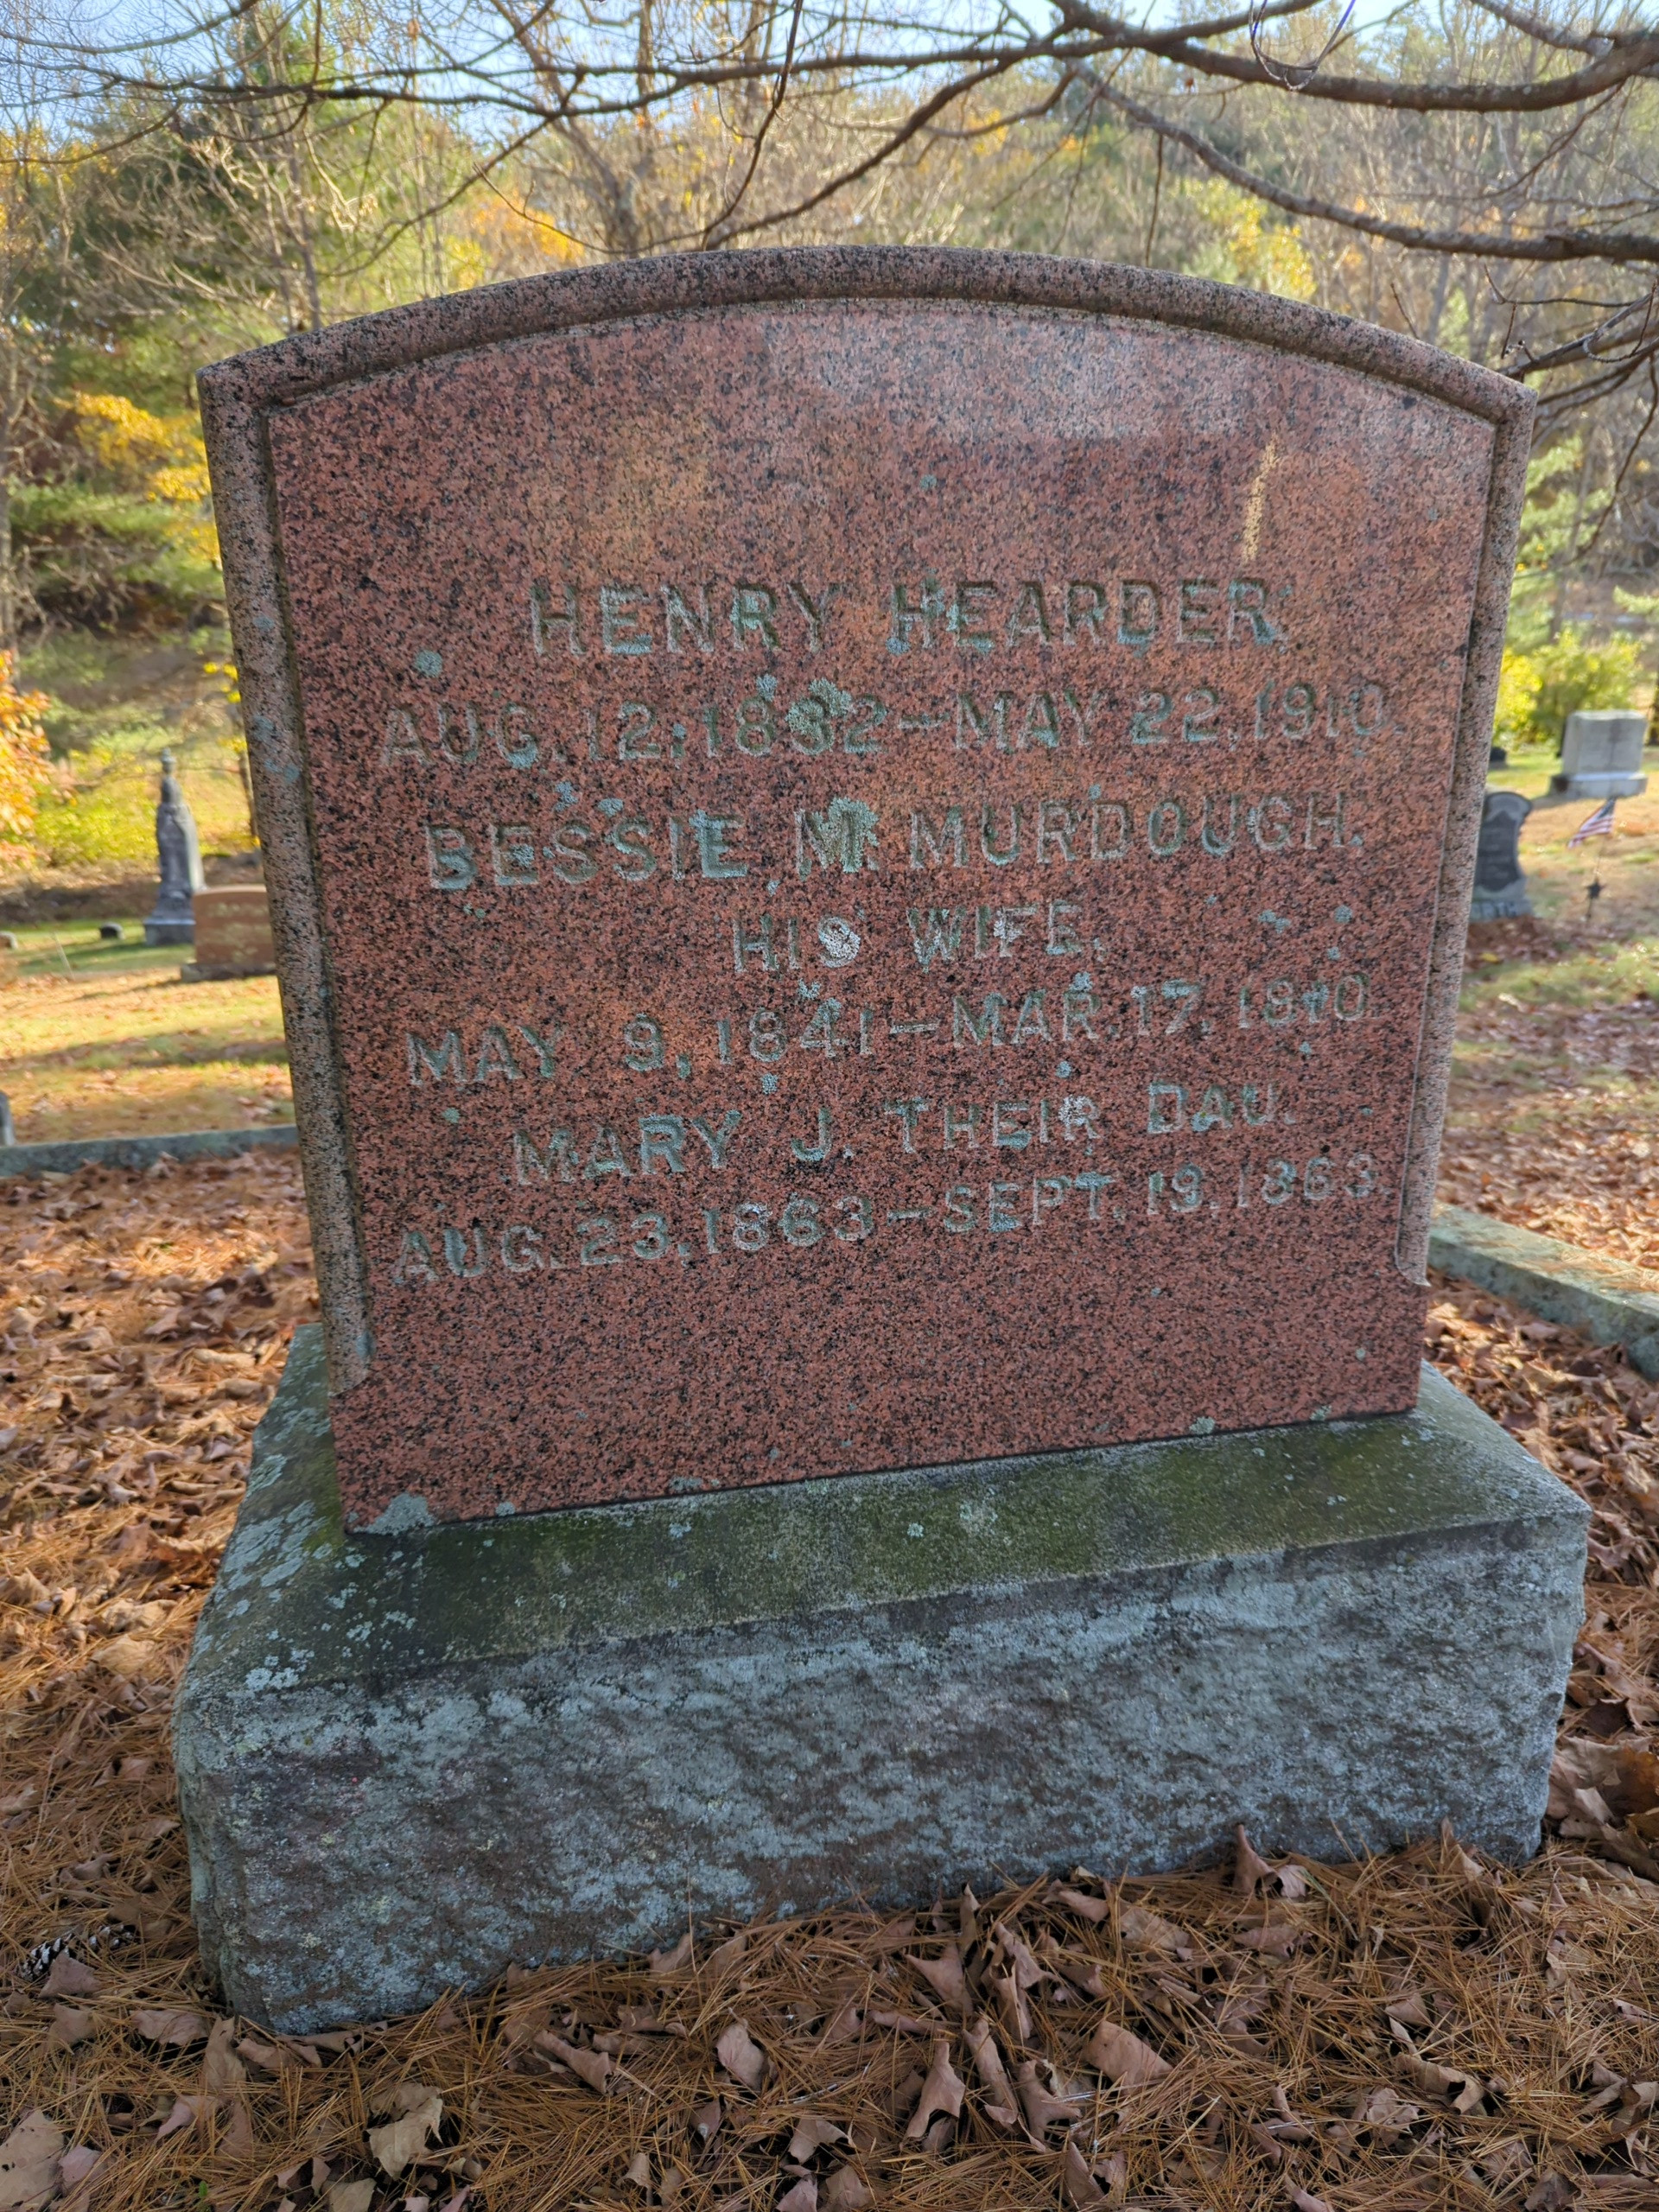 HENRY HEARDER.
AUG. 12, 1832—MAY 22, 1910.
BESSIE M. MURDOUGH.
HIS WIFE.
MAY 9, 1841—MAR. 17,
MARY J. THEIR DAU.
AUG. 23, 1863—SEPT. 19, 1863.